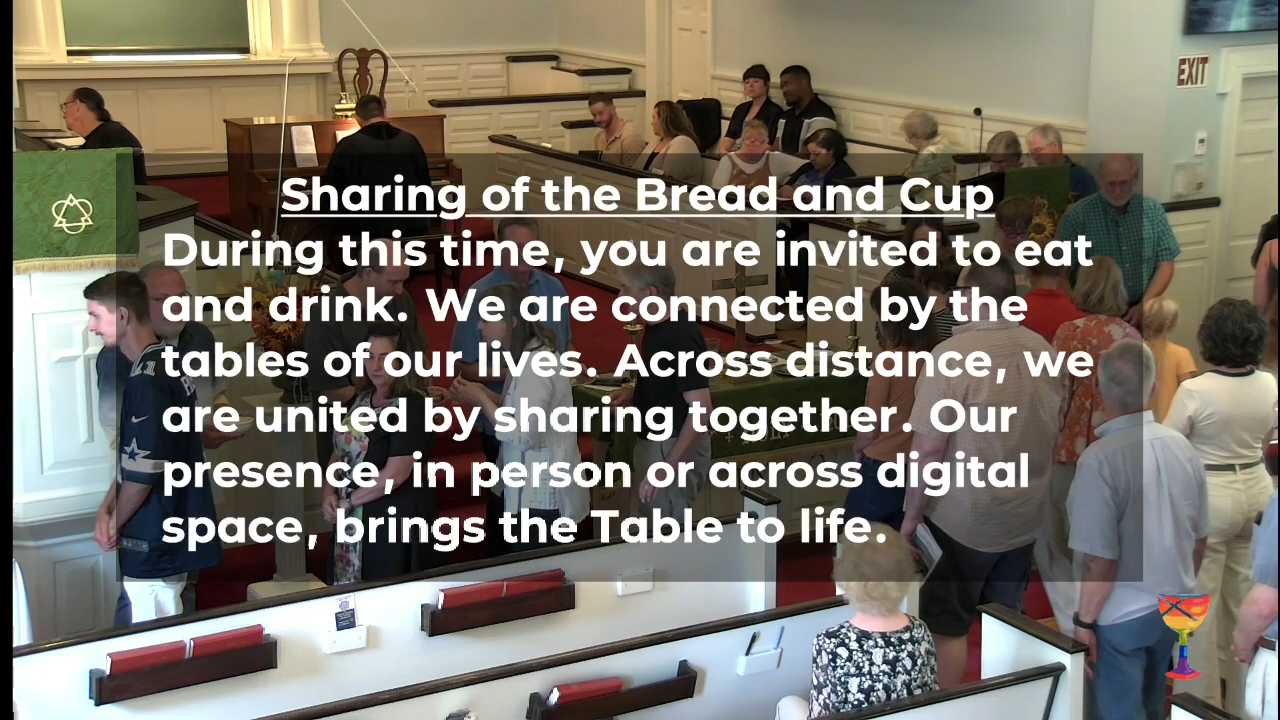 EXIT
Sharing of the Bread and Cup
During this time, you are invited to eat
and drink. We are connected by the
tables of our lives. Across distance, we
are united by sharing together. Our
presence, in person or across digital
space, brings the Table to life.